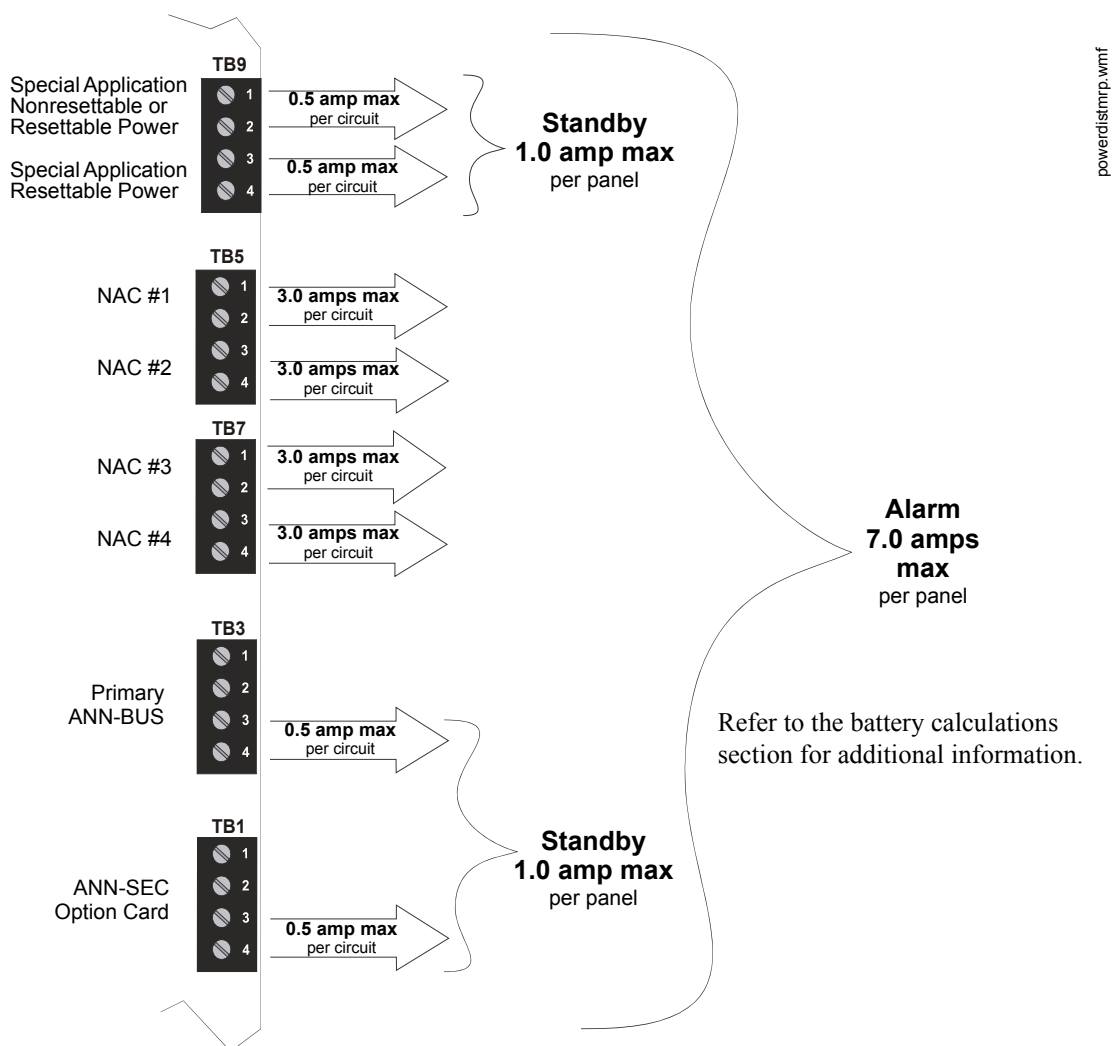 powerdistmrp.wmf
TB9
Special Application
Nonresettable or
Resettable Power
1
2
3
4
0.5 amp max
per circuit
Special Application
Resettable Power
0.5 amp max
per circuit
Standby
1.0 amp max
per panel
TB5
NAC #1
1
2
3
4
3.0 amps max
per circuit
NAC #2
3.0 amps max
per circuit
TB7
NAC #3
1
2
3
4
3.0 amps max
per circuit
NAC #4
3.0 amps max
per circuit
Alarm
7.0 amps
max
per panel
TB3
Primary
ANN-BUS
1
2
3
4
0.5 amp max
per circuit
Refer to the battery calculations
section for additional information.
TB1
ANN-SEC
Option Card
1
2
3
4
0.5 amp max
per circuit
Standby
1.0 amp max
per panel